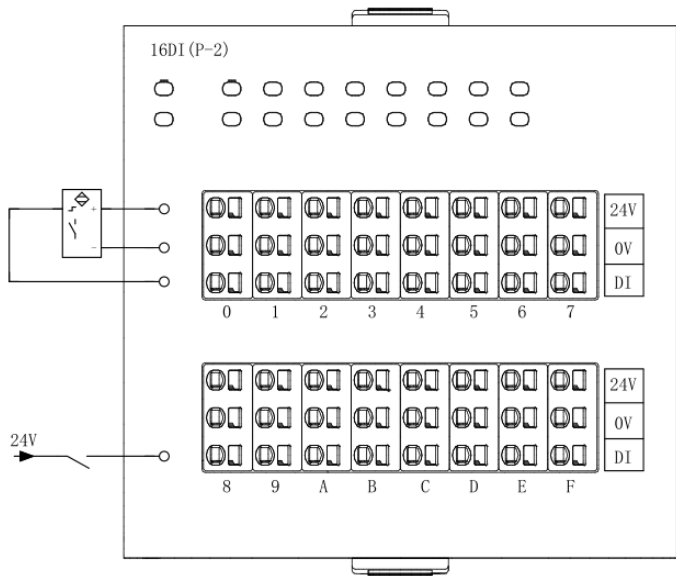 16DI(P-2)
+
-
24V
0V
DI
0 1 2 3 4 5 6 7
24V
0V
DI
24V
8 9 A B C D E F